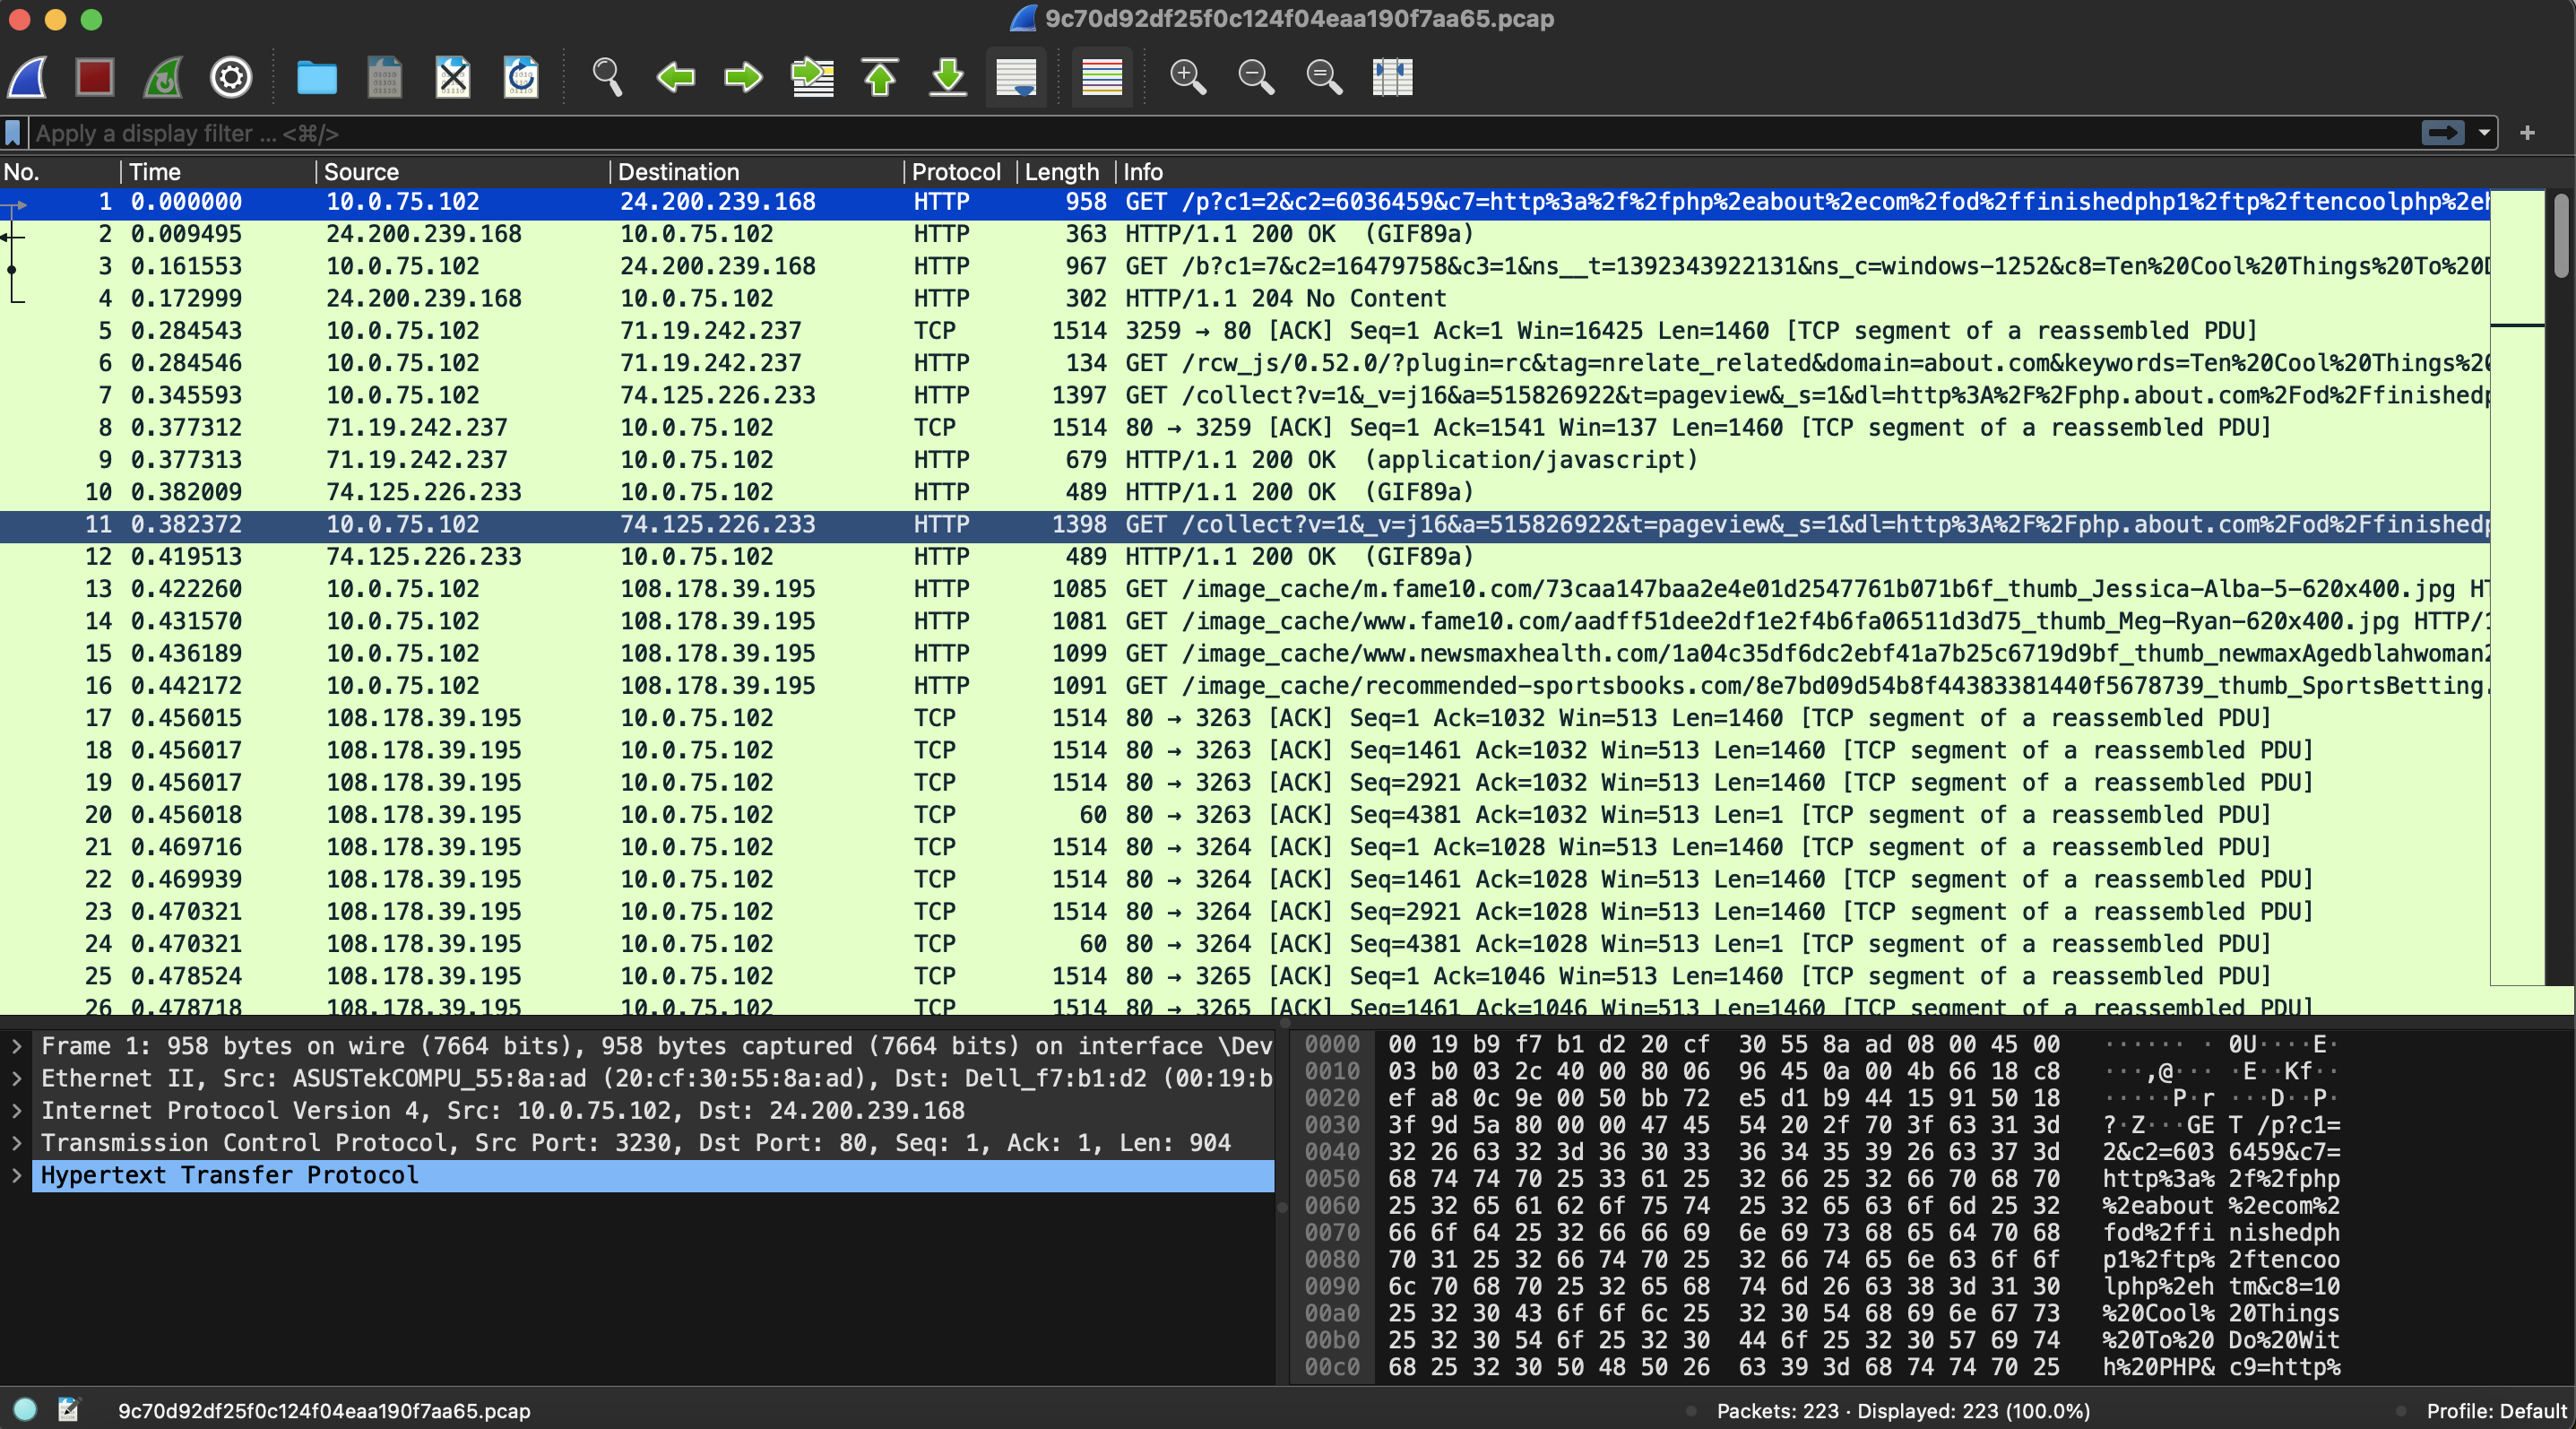 9c70d92df25f0c124f04eaa190f7aa65.pcap
Apply a display filter ... <⌘/>
No. Time Source Destination Protocol Length Info
1 0.000000 10.0.75.102 24.200.239.168 HTTP 958 GET /p?c1=2&c2=6036459&c7=http%3a%2f%2fphp%2eabout%2ecom%2fod%2ffinishedphp1%2ftp%2ftencoolphp%2eh
2 0.009495 24.200.239.168 10.0.75.102 HTTP 363 HTTP/1.1 200 OK (GIF89a)
3 0.161553 10.0.75.102 24.200.239.168 HTTP 967 GET /b?c1=7&c2=16479758&c3=1&ns__t=1392343922131&ns_c=windows-1252&c8=Ten%20Cool%20Things%20To%20D
4 0.172999 24.200.239.168 10.0.75.102 HTTP 302 HTTP/1.1 204 No Content
5 0.284543 10.0.75.102 71.19.242.237 TCP 1514 3259 → 80 [ACK] Seq=1 Ack=1 Win=16425 Len=1460 [TCP segment of a reassembled PDU]
6 0.284546 10.0.75.102 71.19.242.237 HTTP 134 GET /rcw_js/0.52.0/?plugin=rc&tag=nrelate_related&domain=about.com&keywords=Ten%20Cool%20Things%20
7 0.345593 10.0.75.102 74.125.226.233 HTTP 1397 GET /collect?v=1&_v=j16&a=515826922&t=pageview&_s=1&dl=http%3A%2F%2Fphp.about.com%2Fod%2Ffinishedp
8 0.377312 71.19.242.237 10.0.75.102 TCP 1514 80 → 3259 [ACK] Seq=1 Ack=1541 Win=137 Len=1460 [TCP segment of a reassembled PDU]
9 0.377313 71.19.242.237 10.0.75.102 HTTP 679 HTTP/1.1 200 OK (application/javascript)
10 0.382009 74.125.226.233 10.0.75.102 HTTP 489 HTTP/1.1 200 OK (GIF89a)
11 0.382372 10.0.75.102 74.125.226.233 HTTP 1398 GET /collect?v=1&_v=j16&a=515826922&t=pageview&_s=1&dl=http%3A%2F%2Fphp.about.com%2Fod%2Ffinishedp
12 0.419513 74.125.226.233 10.0.75.102 HTTP 489 HTTP/1.1 200 OK (GIF89a)
13 0.422260 10.0.75.102 108.178.39.195 HTTP 1085 GET /image_cache/m.fame10.com/73caa147baa2e4e01d2547761b071b6f_thumb_Jessica-Alba-5-620x400.jpg HT
14 0.431570 10.0.75.102 108.178.39.195 HTTP 1081 GET /image_cache/www.fame10.com/aadff51dee2df1e2f4b6fa06511d3d75_thumb_Meg-Ryan-620x400.jpg HTTP/1
15 0.436189 10.0.75.102 108.178.39.195 HTTP 1099 GET /image_cache/www.newsmaxhealth.com/1a04c35df6dc2ebf41a7b25c6719d9bf_thumb_newmaxAgedblahwoman2
16 0.442172 10.0.75.102 108.178.39.195 HTTP 1091 GET /image_cache/recommended-sportsbooks.com/8e7bd09d54b8f44383381440f5678739_thumb_SportsBetting.
17 0.456015 108.178.39.195 10.0.75.102 TCP 1514 80 → 3263 [ACK] Seq=1 Ack=1032 Win=513 Len=1460 [TCP segment of a reassembled PDU]
18 0.456017 108.178.39.195 10.0.75.102 TCP 1514 80 → 3263 [ACK] Seq=1461 Ack=1032 Win=513 Len=1460 [TCP segment of a reassembled PDU]
19 0.456017 108.178.39.195 10.0.75.102 TCP 1514 80 → 3263 [ACK] Seq=2921 Ack=1032 Win=513 Len=1460 [TCP segment of a reassembled PDU]
20 0.456018 108.178.39.195 10.0.75.102 TCP 60 80 → 3263 [ACK] Seq=4381 Ack=1032 Win=513 Len=1 [TCP segment of a reassembled PDU]
21 0.469716 108.178.39.195 10.0.75.102 TCP 1514 80 → 3264 [ACK] Seq=1 Ack=1028 Win=513 Len=1460 [TCP segment of a reassembled PDU]
22 0.469939 108.178.39.195 10.0.75.102 TCP 1514 80 → 3264 [ACK] Seq=1461 Ack=1028 Win=513 Len=1460 [TCP segment of a reassembled PDU]
23 0.470321 108.178.39.195 10.0.75.102 TCP 1514 80 → 3264 [ACK] Seq=2921 Ack=1028 Win=513 Len=1460 [TCP segment of a reassembled PDU]
24 0.470321 108.178.39.195 10.0.75.102 TCP 60 80 → 3264 [ACK] Seq=4381 Ack=1028 Win=513 Len=1 [TCP segment of a reassembled PDU]
25 0.478524 108.178.39.195 10.0.75.102 TCP 1514 80 → 3265 [ACK] Seq=1 Ack=1046 Win=513 Len=1460 [TCP segment of a reassembled PDU]
26 0.478718 108.178.39.195 10.0.75.102 TCP 1514 80 → 3265 [ACK] Seq=1461 Ack=1046 Win=513 Len=1460 [TCP segment of a reassembled PDU]
Frame 1: 958 bytes on wire (7664 bits), 958 bytes captured (7664 bits) on interface \Dev
Ethernet II, Src: ASUSTekCOMPU_55:8a:ad (20:cf:30:55:8a:ad), Dst: Dell_f7:b1:d2 (00:19:b
Internet Protocol Version 4, Src: 10.0.75.102, Dst: 24.200.239.168
Transmission Control Protocol, Src Port: 3230, Dst Port: 80, Seq: 1, Ack: 1, Len: 904
Hypertext Transfer Protocol
0000 00 19 b9 f7 b1 d2 20 cf 30 55 8a ad 08 00 45 00 ······ · 0U····E·
0010 03 b0 03 2c 40 00 80 06 96 45 0a 00 4b 66 18 c8 ···,@··· ·E··Kf··
0020 ef a8 0c 9e 00 50 bb 72 e5 d1 b9 44 15 91 50 18 ·····P·r ···D··P·
0030 3f 9d 5a 80 00 00 47 45 54 20 2f 70 3f 63 31 3d ?·Z···GE T /p?c1=
0040 32 26 63 32 3d 36 30 33 36 34 35 39 26 63 37 3d 2&c2=603 6459&c7=
0050 68 74 74 70 25 33 61 25 32 66 25 32 66 70 68 70 http%3a% 2f%2fphp
0060 25 32 65 61 62 6f 75 74 25 32 65 63 6f 6d 25 32 %2eabout %2ecom%2
0070 66 6f 64 25 32 66 66 69 6e 69 73 68 65 64 70 68 fod%2ffi nishedph
0080 70 31 25 32 66 74 70 25 32 66 74 65 6e 63 6f 6f p1%2ftp% 2ftencoo
0090 6c 70 68 70 25 32 65 68 74 6d 26 63 38 3d 31 30 lphp%2eh tm&c8=10
00a0 25 32 30 43 6f 6f 6c 25 32 30 54 68 69 6e 67 73 %20Cool% 20Things
00b0 25 32 30 54 6f 25 32 30 44 6f 25 32 30 57 69 74 %20To%20 Do%20Wit
00c0 68 25 32 30 50 48 50 26 63 39 3d 68 74 74 70 25 h%20PHP& c9=http%
9c70d92df25f0c124f04eaa190f7aa65.pcap Packets: 223 · Displayed: 223 (100.0%) Profile: Default